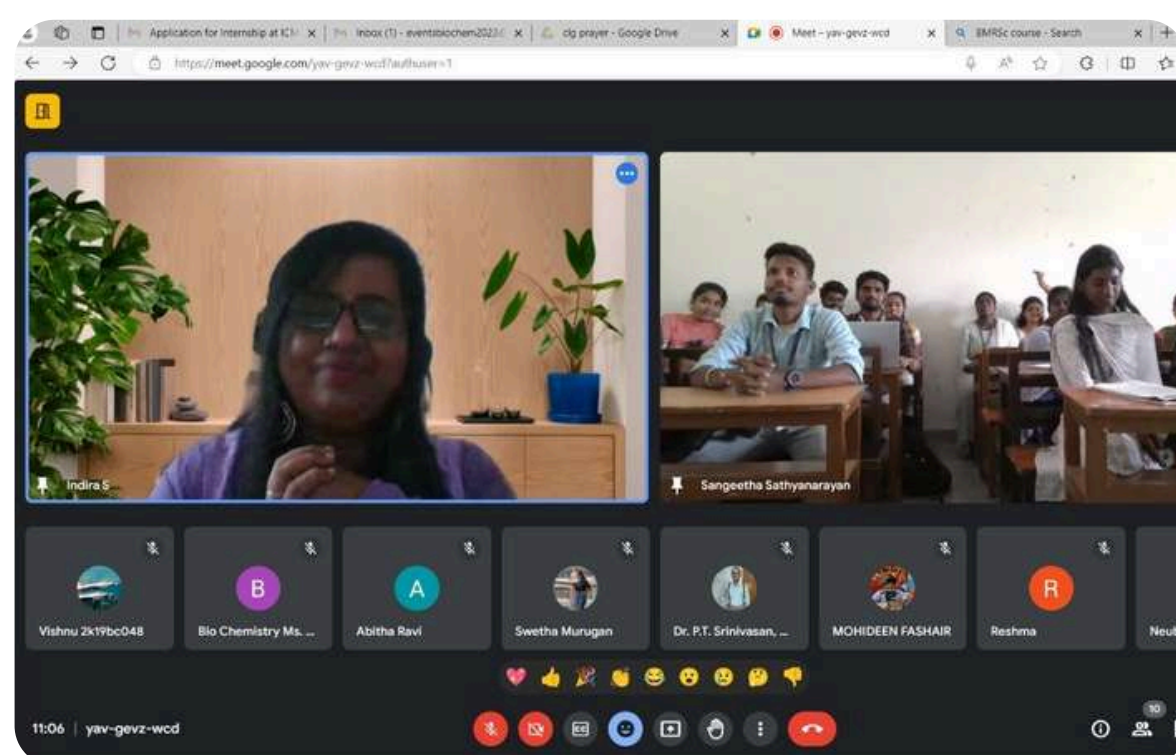 Application for Internship at ICM
Inbox (1) - eventsbiochem2023@
clg prayer - Google Drive
Meet – yav-gevz-wcd
BMRSc course - Search
https://meet.google.com/yav-gevz-wcd?authuser=1
Indira S
Sangeetha Sathyanarayan
Vishnu 2k19bc048
B
Bio Chemistry Ms. ...
A
Abitha Ravi
Swetha Murugan
Dr. P.T. Srinivasan, ...
MOHIDEEN FASHAIR
R
Reshma
11:06 | yav-gevz-wcd
CC
10